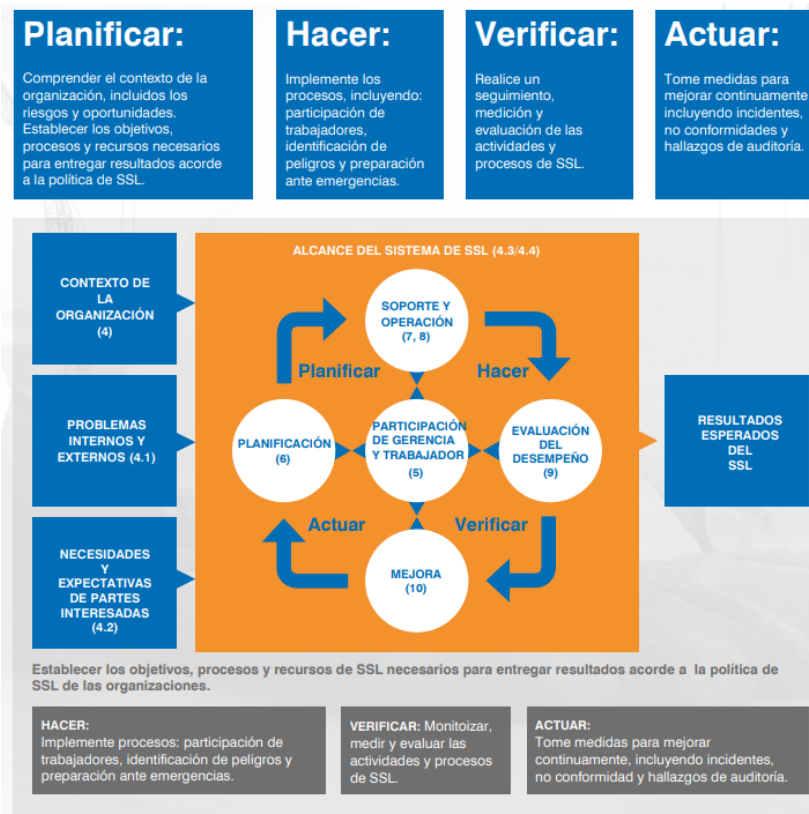 Planificar:
Comprender el contexto de la
organización, incluidos los
riesgos y oportunidades.
Establecer los objetivos,
procesos y recursos necesarios
para entregar resultados acorde
a la política de SSL.
Hacer:
Implemente los
procesos, incluyendo:
participación de
trabajadores,
identificación de
peligros y preparación
ante emergencias.
Verificar:
Realice un
seguimiento,
medición y
evaluación de las
actividades y
procesos de SSL.
Actuar:
Tome medidas para
mejorar continuamente
incluyendo incidentes,
no conformidades y
hallazgos de auditoría.
CONTEXTO DE
LA
ORGANIZACIÓN
(4)
PROBLEMAS
INTERNOS Y
EXTERNOS (4.1)
NECESIDADES
Y
EXPECTATIVAS
DE PARTES
INTERESADAS
(4.2)
ALCANCE DEL SISTEMA DE SSL (4.3/4.4)
SOPORTE Y
OPERACIÓN
(7, 8)
Planificar
Hacer
PLANIFICACIÓN
(6)
PARTICIPACIÓN
DE GERENCIA
Y TRABAJADOR
(5)
EVALUACIÓN
DEL
DESEMPEÑO
(9)
Actuar
Verificar
MEJORA
(10)
RESULTADOS
ESPERADOS
DEL
SSL
Establecer los objetivos, procesos y recursos de SSL necesarios para entregar resultados acorde a la política de
SSL de las organizaciones.
HACER:
Implemente procesos: participación de
trabajadores, identificación de peligros y
preparación ante emergencias.
VERIFICAR: Monitoizar,
medir y evaluar las
actividades y procesos
de SSL.
ACTUAR:
Tome medidas para mejorar
continuamente, incluyendo incidentes,
no conformidad y hallazgos de auditoría.